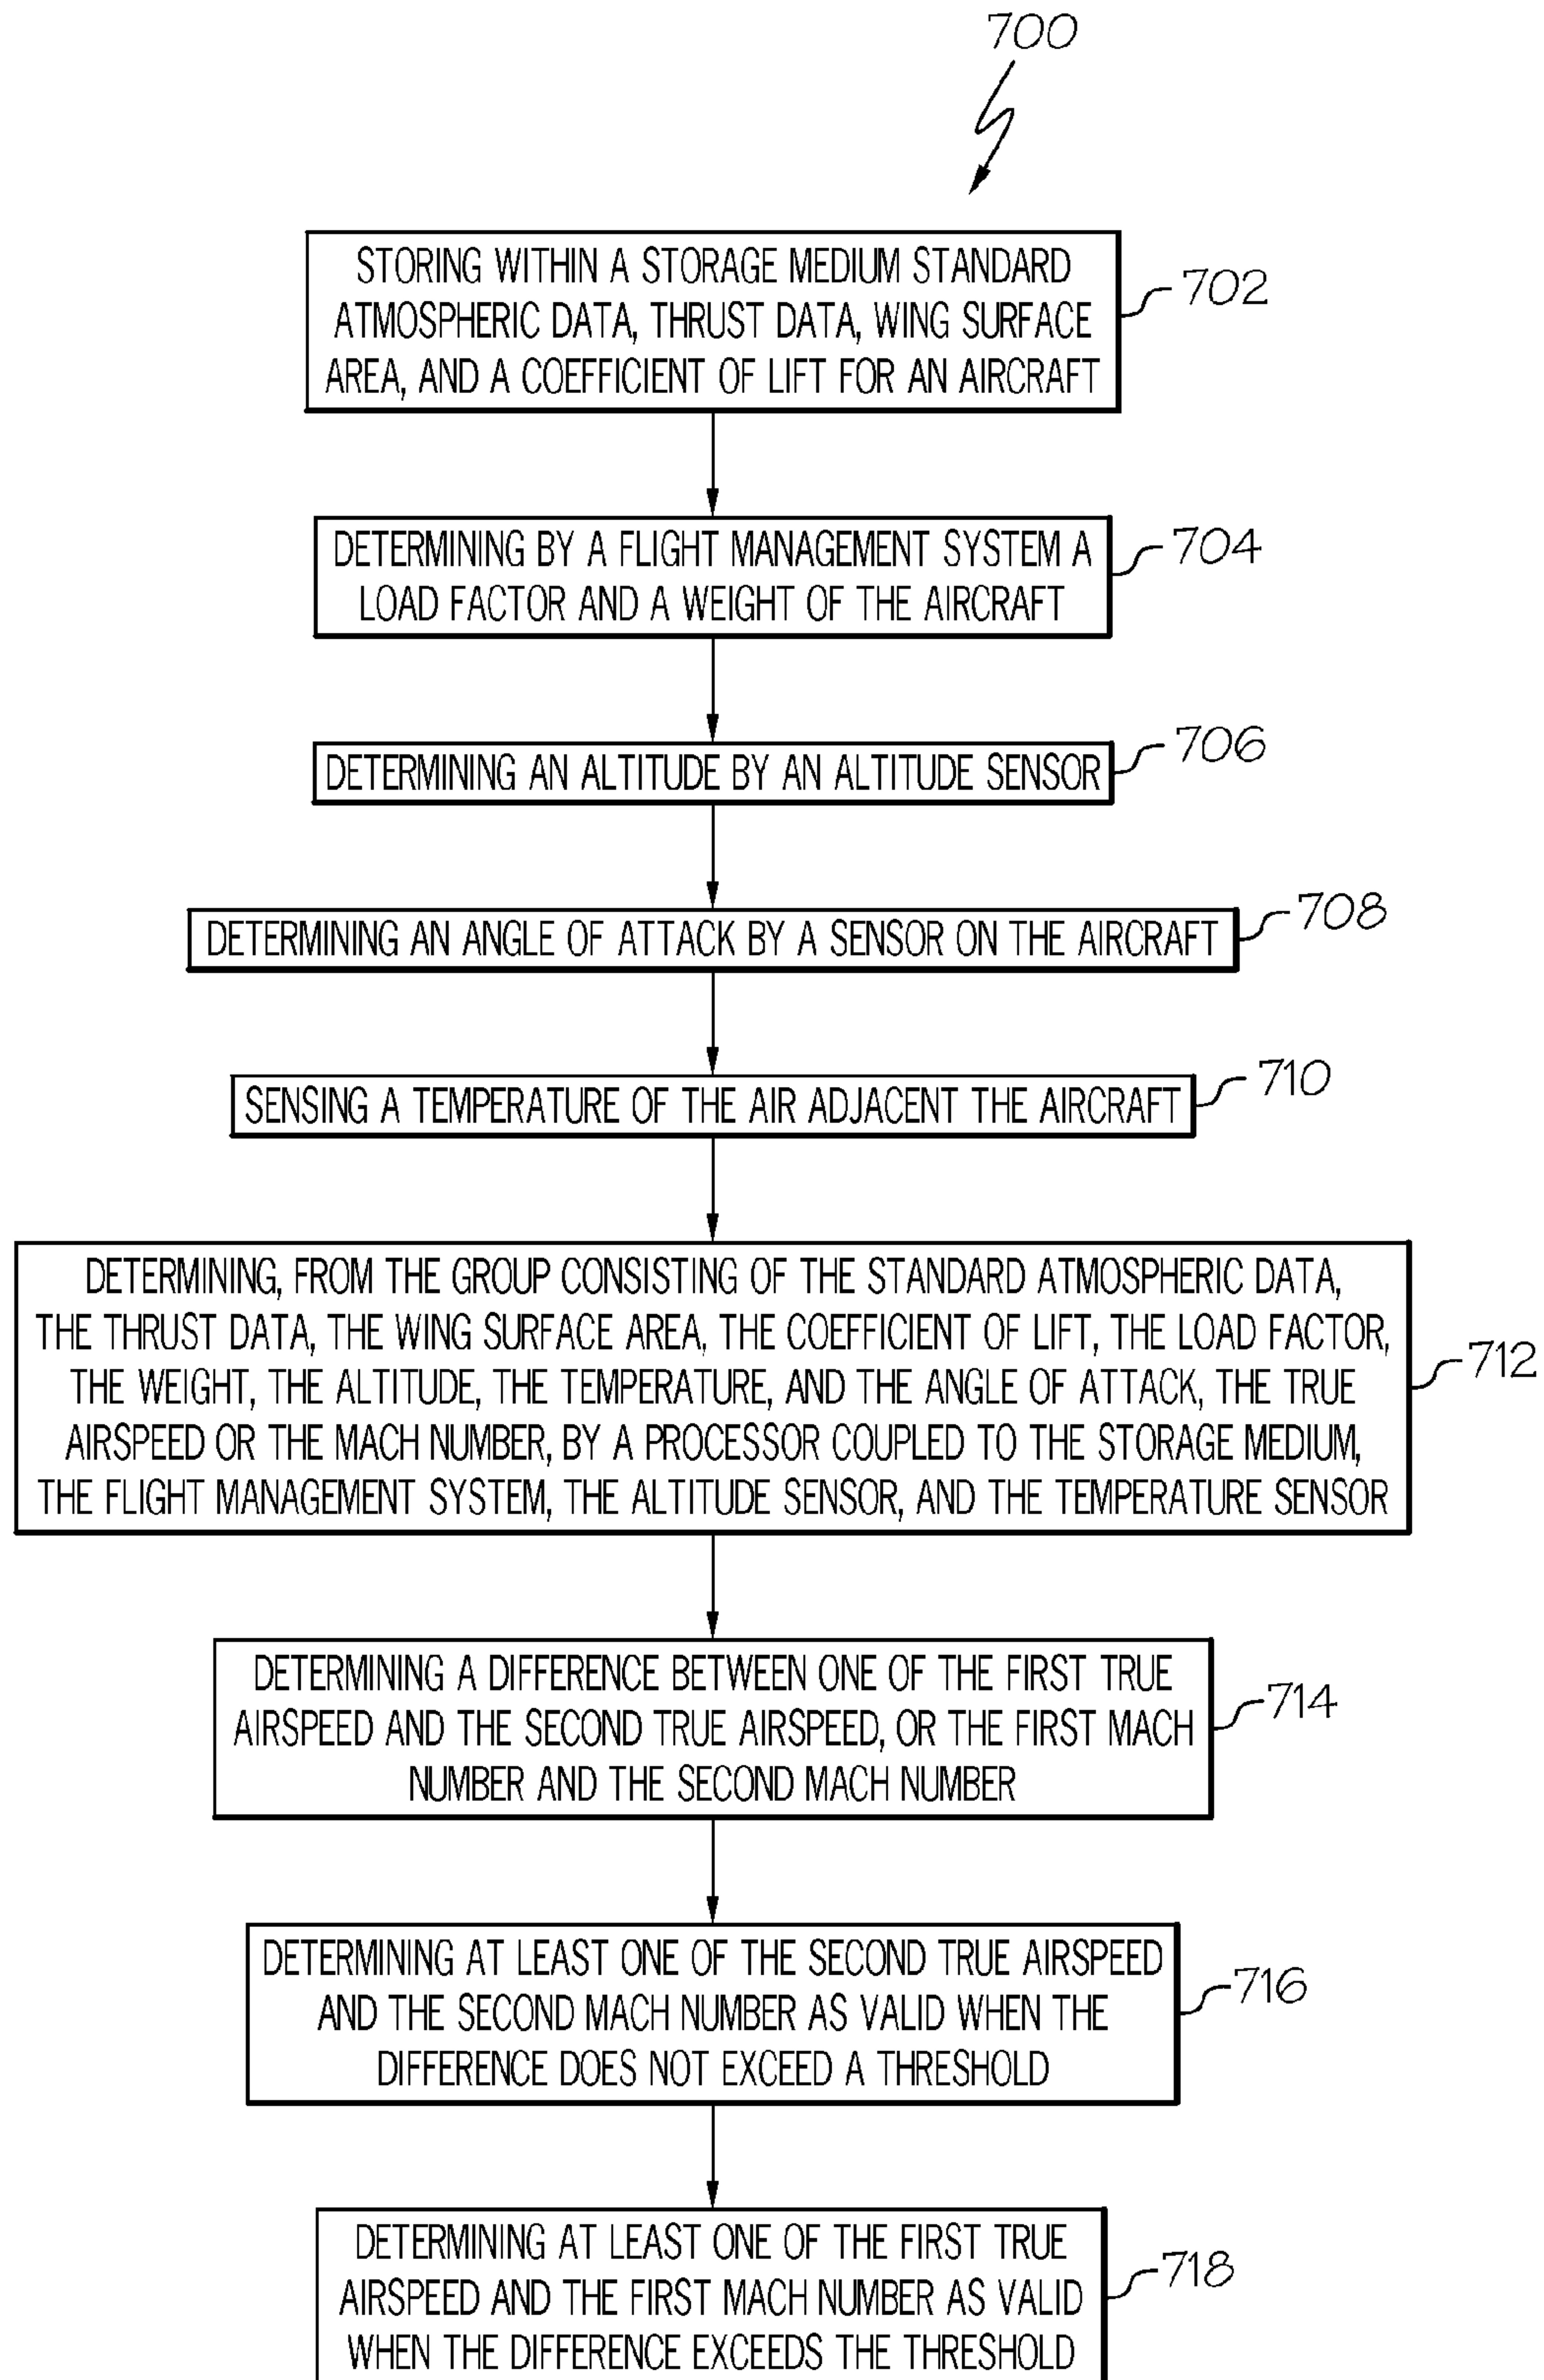 700
STORING WITHIN A STORAGE MEDIUM STANDARD
ATMOSPHERIC DATA, THRUST DATA, WING SURFACE
AREA, AND A COEFFICIENT OF LIFT FOR AN AIRCRAFT
702
DETERMINING BY A FLIGHT MANAGEMENT SYSTEM A
LOAD FACTOR AND A WEIGHT OF THE AIRCRAFT
704
DETERMINING AN ALTITUDE BY AN ALTITUDE SENSOR
706
DETERMINING AN ANGLE OF ATTACK BY A SENSOR ON THE AIRCRAFT
708
SENSING A TEMPERATURE OF THE AIR ADJACENT THE AIRCRAFT
710
DETERMINING, FROM THE GROUP CONSISTING OF THE STANDARD ATMOSPHERIC DATA,
THE THRUST DATA, THE WING SURFACE AREA, THE COEFFICIENT OF LIFT, THE LOAD FACTOR,
THE WEIGHT, THE ALTITUDE, THE TEMPERATURE, AND THE ANGLE OF ATTACK, THE TRUE
AIRSPEED OR THE MACH NUMBER, BY A PROCESSOR COUPLED TO THE STORAGE MEDIUM,
THE FLIGHT MANAGEMENT SYSTEM, THE ALTITUDE SENSOR, AND THE TEMPERATURE SENSOR
712
DETERMINING A DIFFERENCE BETWEEN ONE OF THE FIRST TRUE
AIRSPEED AND THE SECOND TRUE AIRSPEED, OR THE FIRST MACH
NUMBER AND THE SECOND MACH NUMBER
714
DETERMINING AT LEAST ONE OF THE SECOND TRUE AIRSPEED
AND THE SECOND MACH NUMBER AS VALID WHEN THE
DIFFERENCE DOES NOT EXCEED A THRESHOLD
716
DETERMINING AT LEAST ONE OF THE FIRST TRUE
AIRSPEED AND THE FIRST MACH NUMBER AS VALID
WHEN THE DIFFERENCE EXCEEDS THE THRESHOLD
718